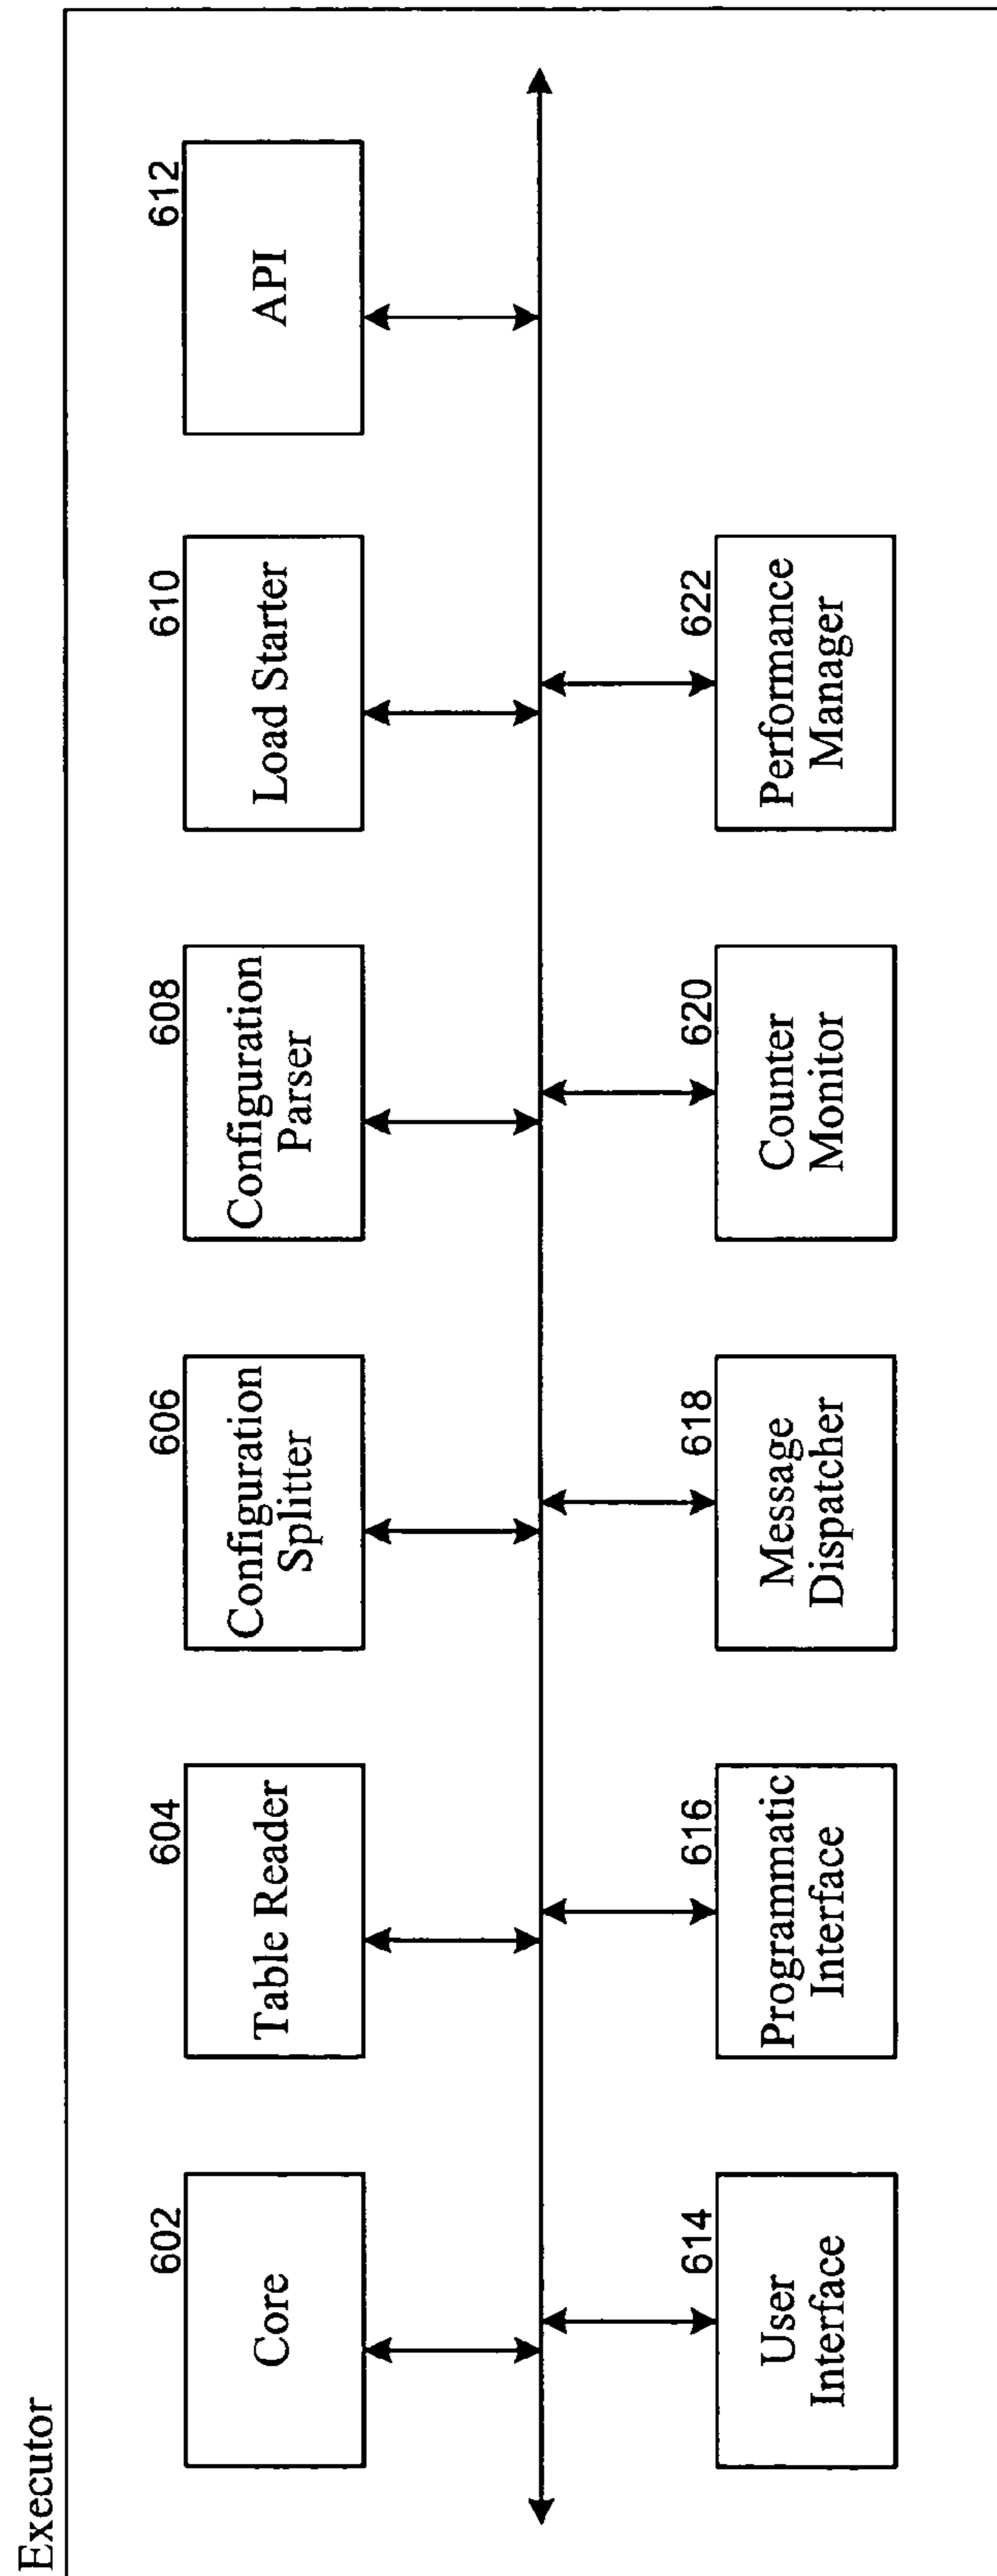 Executor
602
Core
604
Table Reader
606
Configuration
Splitter
608
Configuration
Parser
610
Load Starter
612
API
614
User
Interface
616
Programmatic
Interface
618
Message
Dispatcher
620
Counter
Monitor
622
Performance
Manager